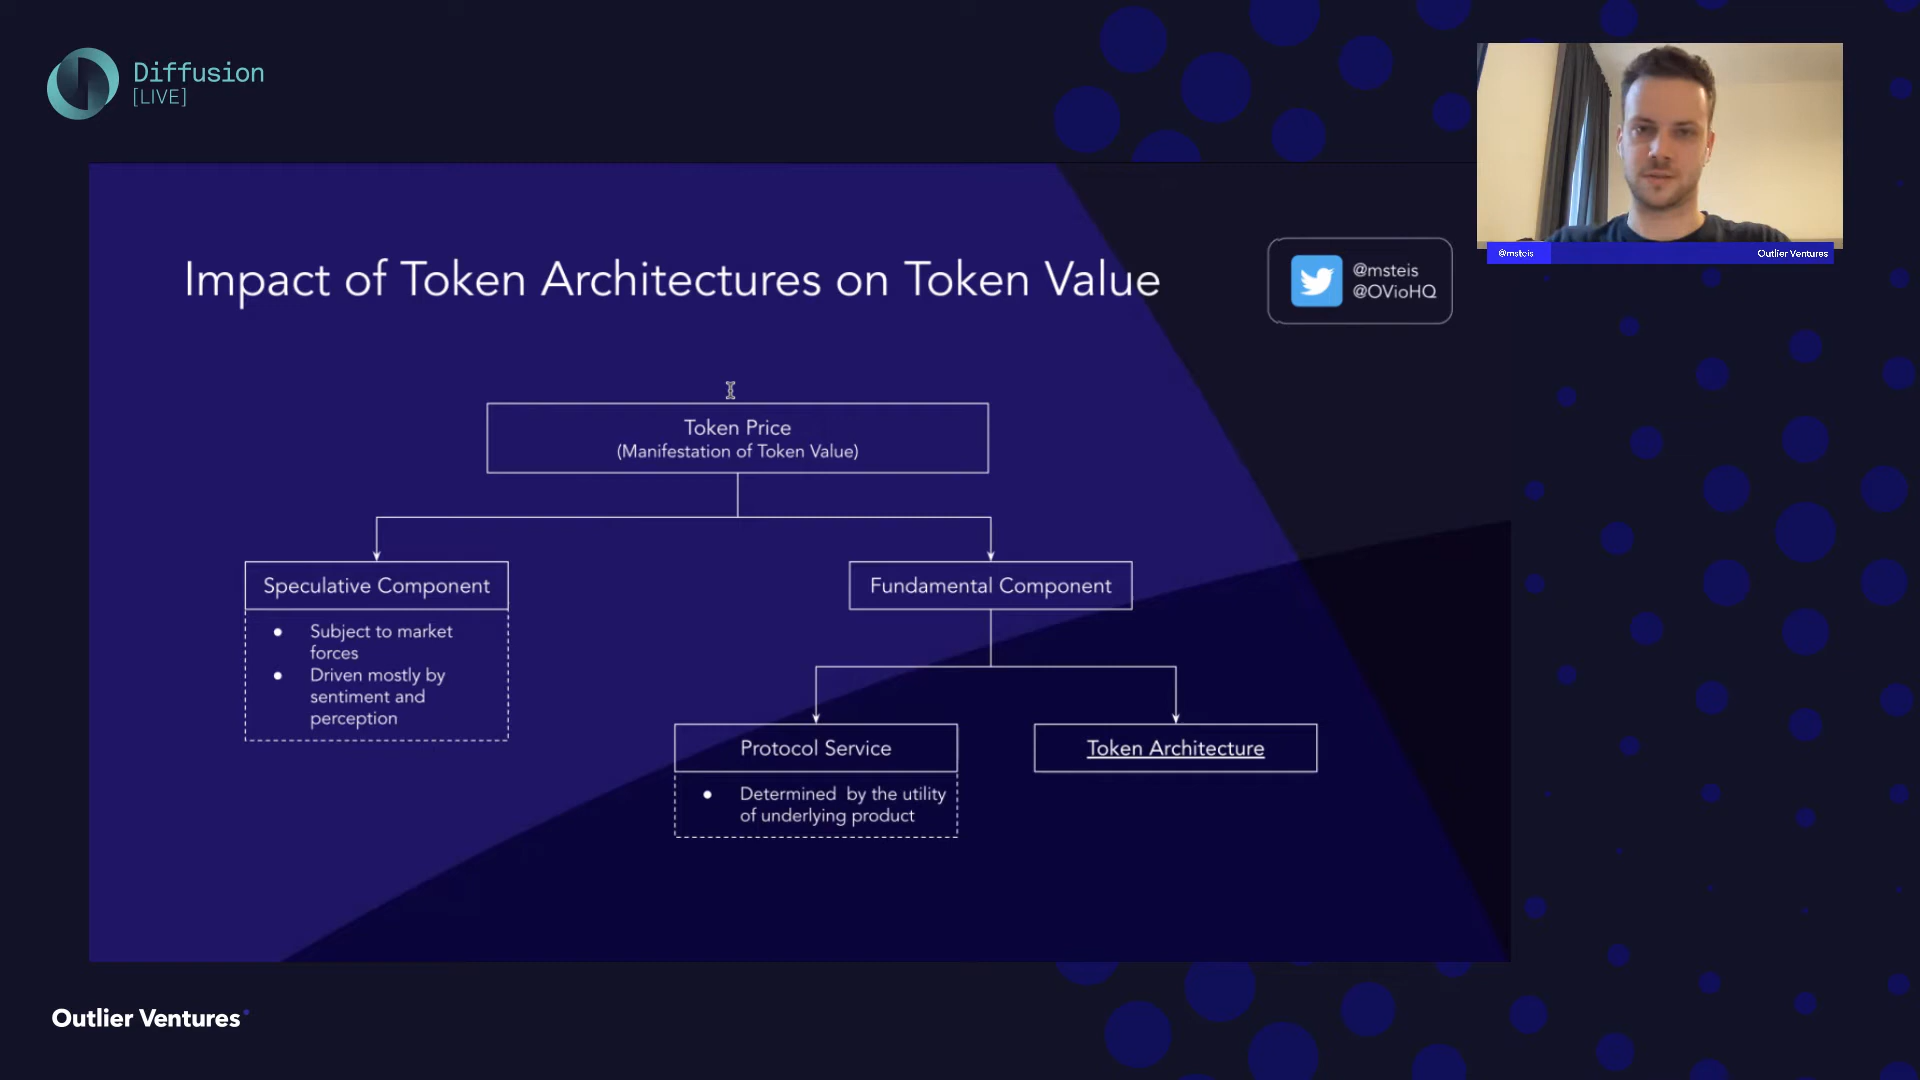 Diffusion
[LIVE]
Impact of Token Architectures on Token Value
@msteis
@OVioHQ
@msteis
Outlier Ventures
Token Price
(Manifestation of Token Value)
Speculative Component
Fundamental Component
● Subject to market
forces
● Driven mostly by
sentiment and
perception
Protocol Service
Token Architecture
● Determined by the utility
of underlying product
Outlier Ventures